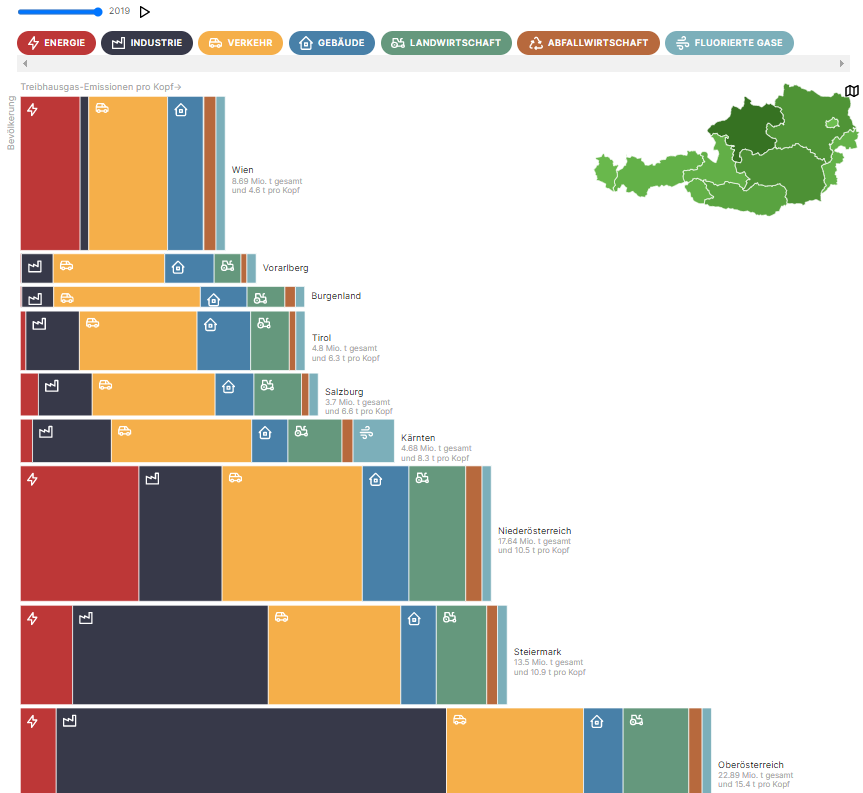 2019
ENERGIE
INDUSTRIE
VERKEHR
GEBÄUDE
LANDWIRTSCHAFT
ABFALLWIRTSCHAFT
FLUORIERTE GASE
Treibhausgas-Emissionen pro Kopf→
Bevölkerung
Wien
8.69 Mio. t gesamt
und 4.6 t pro Kopf
Vorarlberg
Burgenland
Tirol
4.8 Mio. t gesamt
und 6.3 t pro Kopf
Salzburg
3.7 Mio. t gesamt
und 6.6 t pro Kopf
Kärnten
4.68 Mio. t gesamt
und 8.3 t pro Kopf
Niederösterreich
17.64 Mio. t gesamt
und 10.5 t pro Kopf
Steiermark
13.5 Mio. t gesamt
und 10.9 t pro Kopf
Oberösterreich
22.89 Mio. t gesamt
und 15.4 t pro Kopf